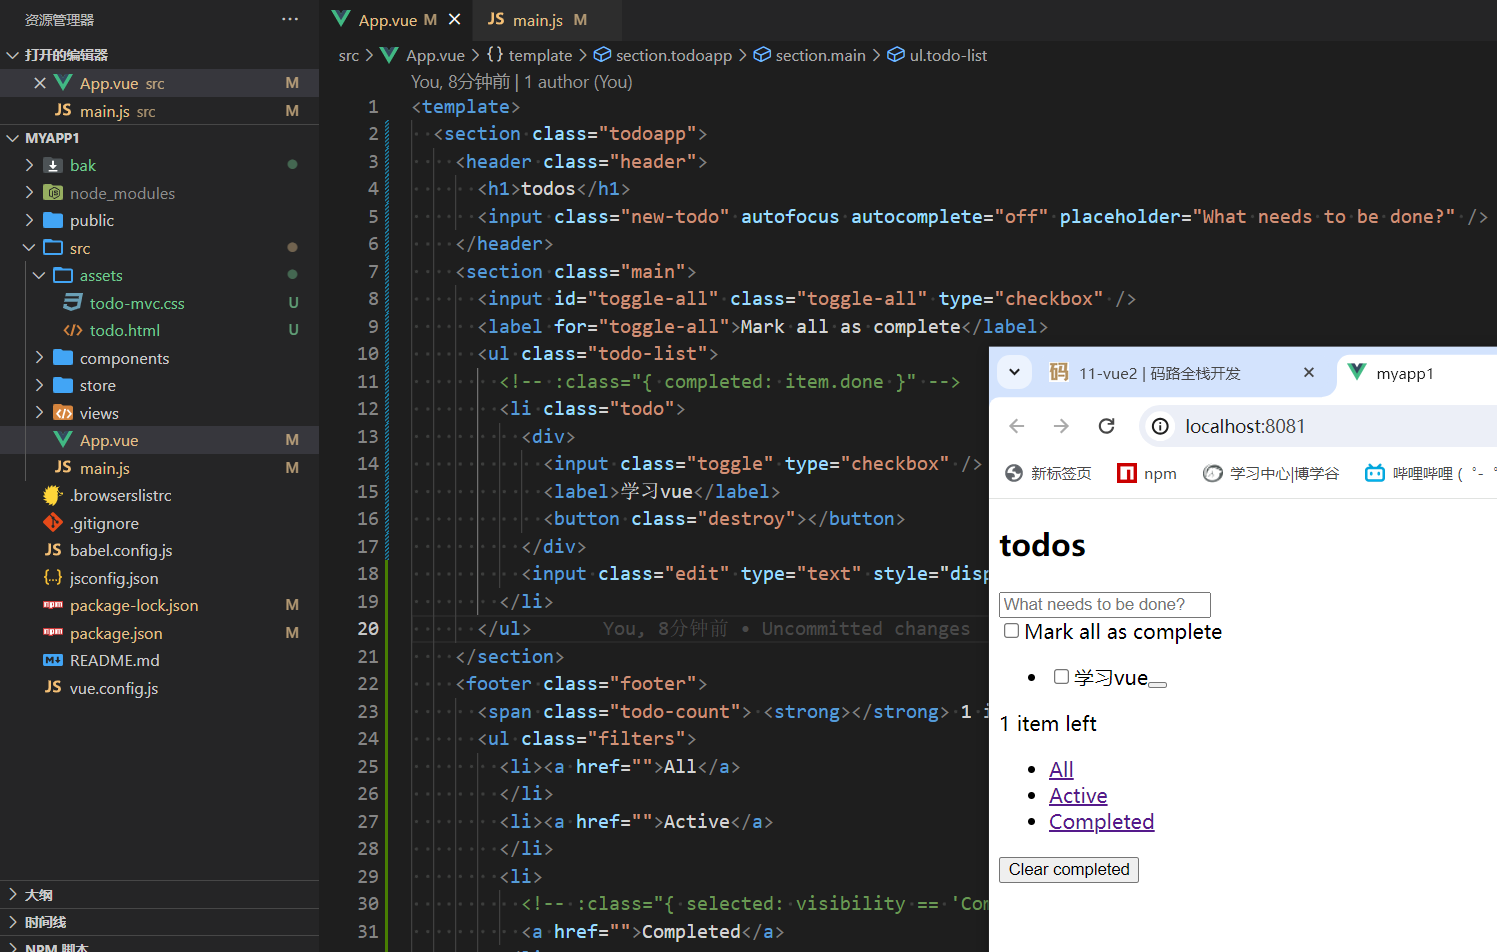 资源管理器 ···
打开的编辑器
App.vue src M
main.js src M
MYAPP1
bak
node_modules
public
src
assets
todo-mvc.css U
todo.html U
components
store
views
App.vue M
main.js M
.browserslistrc
.gitignore
babel.config.js
jsconfig.json
package-lock.json M
package.json M
README.md
vue.config.js
大纲
时间线
NPM 脚本
App.vue M
JS main.js M
src > App.vue > {} template > section.todoapp > section.main > ul.todo-list
You, 8分钟前 | 1 author (You)
1 <template>
2 <section class="todoapp">
3 <header class="header">
4 <h1>todos</h1>
5 <input class="new-todo" autofocus autocomplete="off" placeholder="What needs to be done?" />
6 </header>
7 <section class="main">
8 <input id="toggle-all" class="toggle-all" type="checkbox" />
9 <label for="toggle-all">Mark all as complete</label>
10 <ul class="todo-list">
11 <!-- :class="{ completed: item.done }" -->
12 <li class="todo">
13 <div>
14 <input class="toggle" type="checkbox" />
15 <label>学习vue</label>
16 <button class="destroy"></button>
17 </div>
18 <input class="edit" type="text" style="disp
19 </li>
20 </ul> You, 8分钟前 • Uncommitted changes
21 </section>
22 <footer class="footer">
23 <span class="todo-count"> <strong></strong> 1 i
24 <ul class="filters">
25 <li><a href="">All</a>
26 </li>
27 <li><a href="">Active</a>
28 </li>
29 <li>
30 <!-- :class="{ selected: visibility == 'Com
31 <a href="">Completed</a>
码 11-vue2 | 码路全栈开发
myapp1
localhost:8081
新标签页 npm 学习中心|博学谷 哔哩哔哩 ( ゜- ゜
todos
What needs to be done?
Mark all as complete
学习vue
1 item left
All
Active
Completed
Clear completed